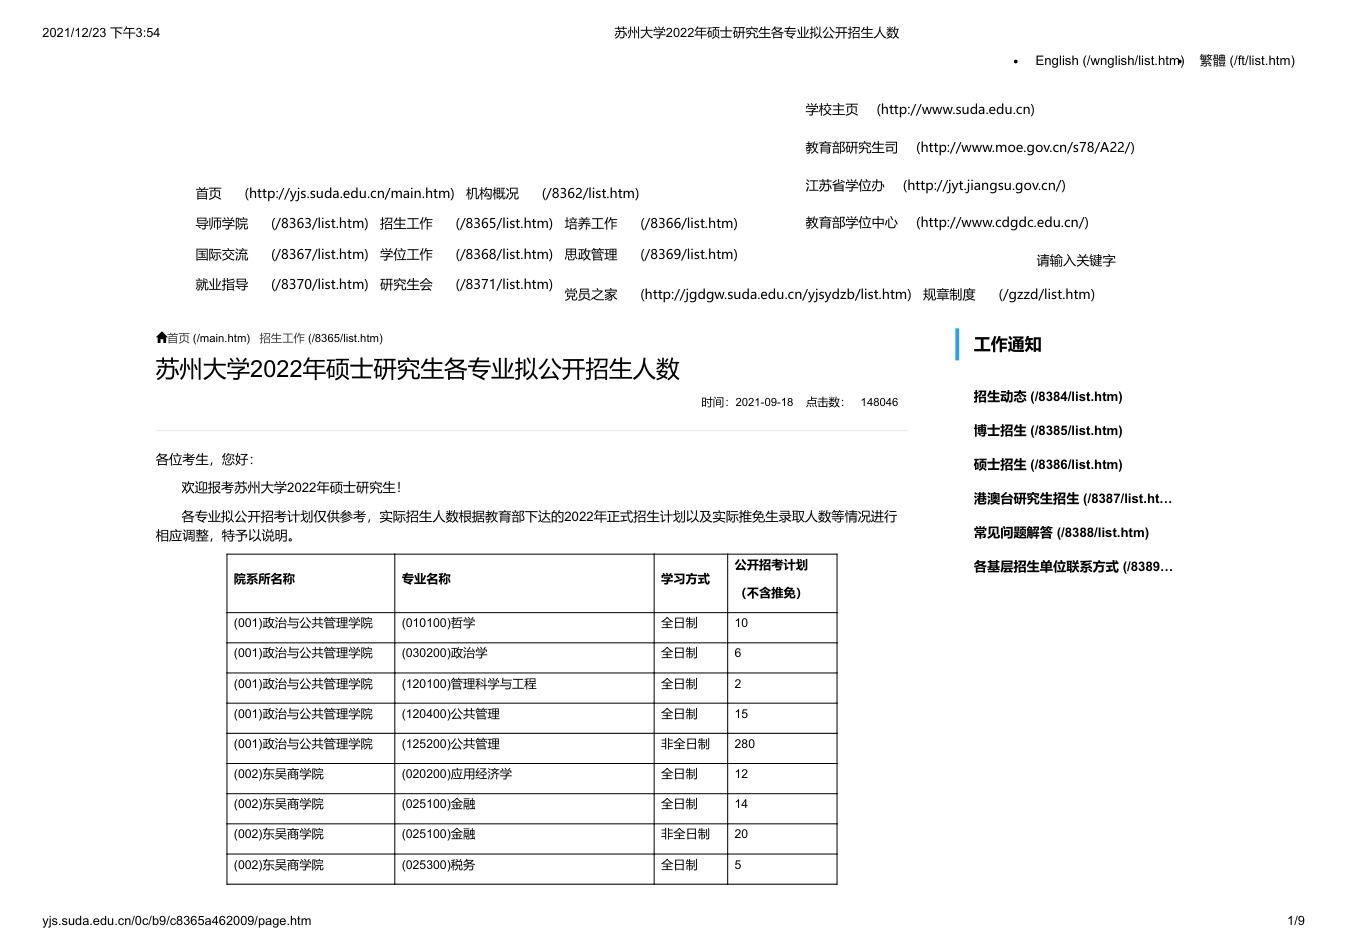 2021/12/23 下午3:54 苏州大学2022年硕士研究生各专业拟公开招生人数
• English (/wnglish/list.htm) • 繁體 (/ft/list.htm)
学校主页 (http://www.suda.edu.cn)
教育部研究生司 (http://www.moe.gov.cn/s78/A22/)
江苏省学位办 (http://jyt.jiangsu.gov.cn/)
教育部学位中心 (http://www.cdgdc.edu.cn/)
请输入关键字
首页 (http://yjs.suda.edu.cn/main.htm) 机构概况 (/8362/list.htm)
导师学院 (/8363/list.htm) 招生工作 (/8365/list.htm) 培养工作 (/8366/list.htm)
国际交流 (/8367/list.htm) 学位工作 (/8368/list.htm) 思政管理 (/8369/list.htm)
就业指导 (/8370/list.htm) 研究生会 (/8371/list.htm)
党员之家 (http://jgdgw.suda.edu.cn/yjsydzb/list.htm) 规章制度 (/gzzd/list.htm)
首页 (/main.htm) 招生工作 (/8365/list.htm)
苏州大学2022年硕士研究生各专业拟公开招生人数
时间：2021-09-18 点击数： 148046
各位考生，您好：
欢迎报考苏州大学2022年硕士研究生！
各专业拟公开招考计划仅供参考，实际招生人数根据教育部下达的2022年正式招生计划以及实际推免生录取人数等情况进行
相应调整，特予以说明。
院系所名称 专业名称 学习方式 公开招考计划
（不含推免）
(001)政治与公共管理学院 (010100)哲学 全日制 10
(001)政治与公共管理学院 (030200)政治学 全日制 6
(001)政治与公共管理学院 (120100)管理科学与工程 全日制 2
(001)政治与公共管理学院 (120400)公共管理 全日制 15
(001)政治与公共管理学院 (125200)公共管理 非全日制 280
(002)东吴商学院 (020200)应用经济学 全日制 12
(002)东吴商学院 (025100)金融 全日制 14
(002)东吴商学院 (025100)金融 非全日制 20
(002)东吴商学院 (025300)税务 全日制 5
工作通知
招生动态 (/8384/list.htm)
博士招生 (/8385/list.htm)
硕士招生 (/8386/list.htm)
港澳台研究生招生 (/8387/list.ht…
常见问题解答 (/8388/list.htm)
各基层招生单位联系方式 (/8389…
yjs.suda.edu.cn/0c/b9/c8365a462009/page.htm 1/9